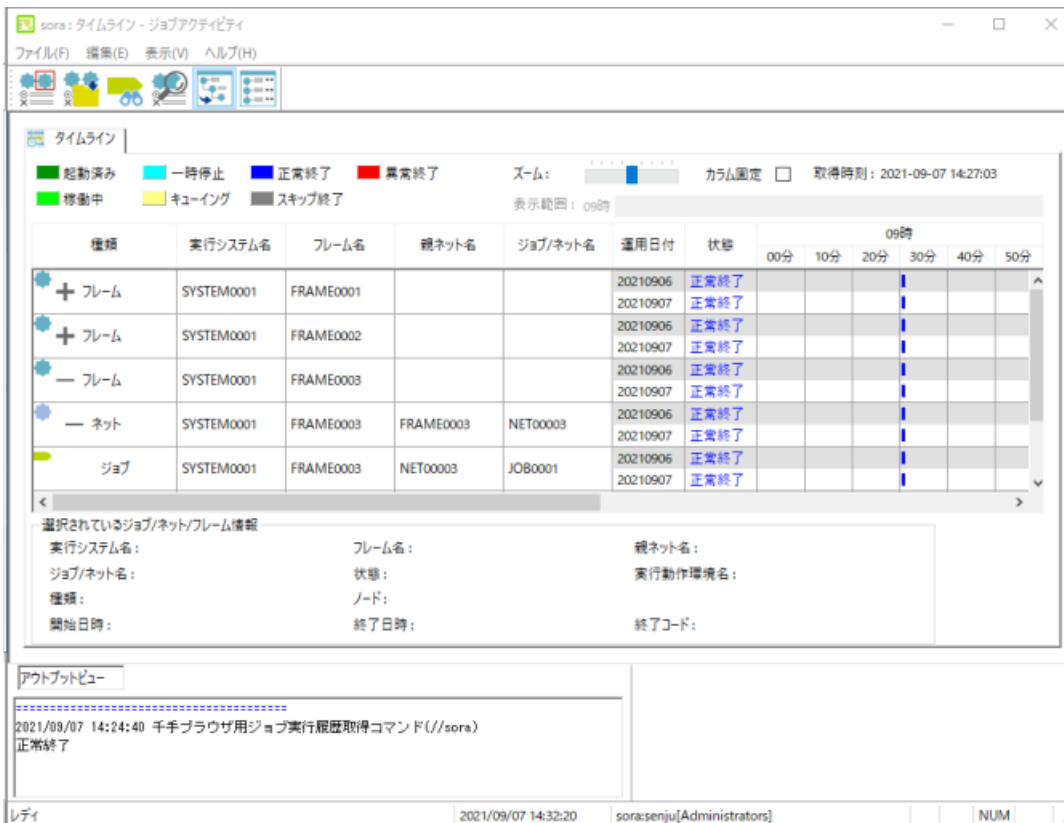 sora : タイムライン - ジョブアクティビティ
ファイル(F) 編集(E) 表示(V) ヘルプ(H)
タイムライン
起動済み 一時停止 正常終了 異常終了 ズーム: カラム固定 取得時刻: 2021-09-07 14:27:03
稼働中 キューイング スキップ終了 表示範囲: 09時
種類 実行システム名 フレーム名 親ネット名 ジョブ/ネット名 運用日付 状態 09時
00分 10分 20分 30分 40分 50分
フレーム SYSTEM0001 FRAME0001 20210906 正常終了
20210907 正常終了
フレーム SYSTEM0001 FRAME0002 20210906 正常終了
20210907 正常終了
フレーム SYSTEM0001 FRAME0003 20210906 正常終了
20210907 正常終了
ネット SYSTEM0001 FRAME0003 FRAME0003 NET00003 20210906 正常終了
20210907 正常終了
ジョブ SYSTEM0001 FRAME0003 NET00003 JOB0001 20210906 正常終了
20210907 正常終了
選択されているジョブ/ネット/フレーム情報
実行システム名: フレーム名: 親ネット名:
ジョブ/ネット名: 状態: 実行動作環境名:
種類: ノード:
開始日時: 終了日時: 終了コード:
アウトプットビュー
========================================
2021/09/07 14:24:40 千手ブラウザ用ジョブ実行履歴取得コマンド(//sora)
正常終了
レディ 2021/09/07 14:32:20 sora:senju[Administrators] NUM